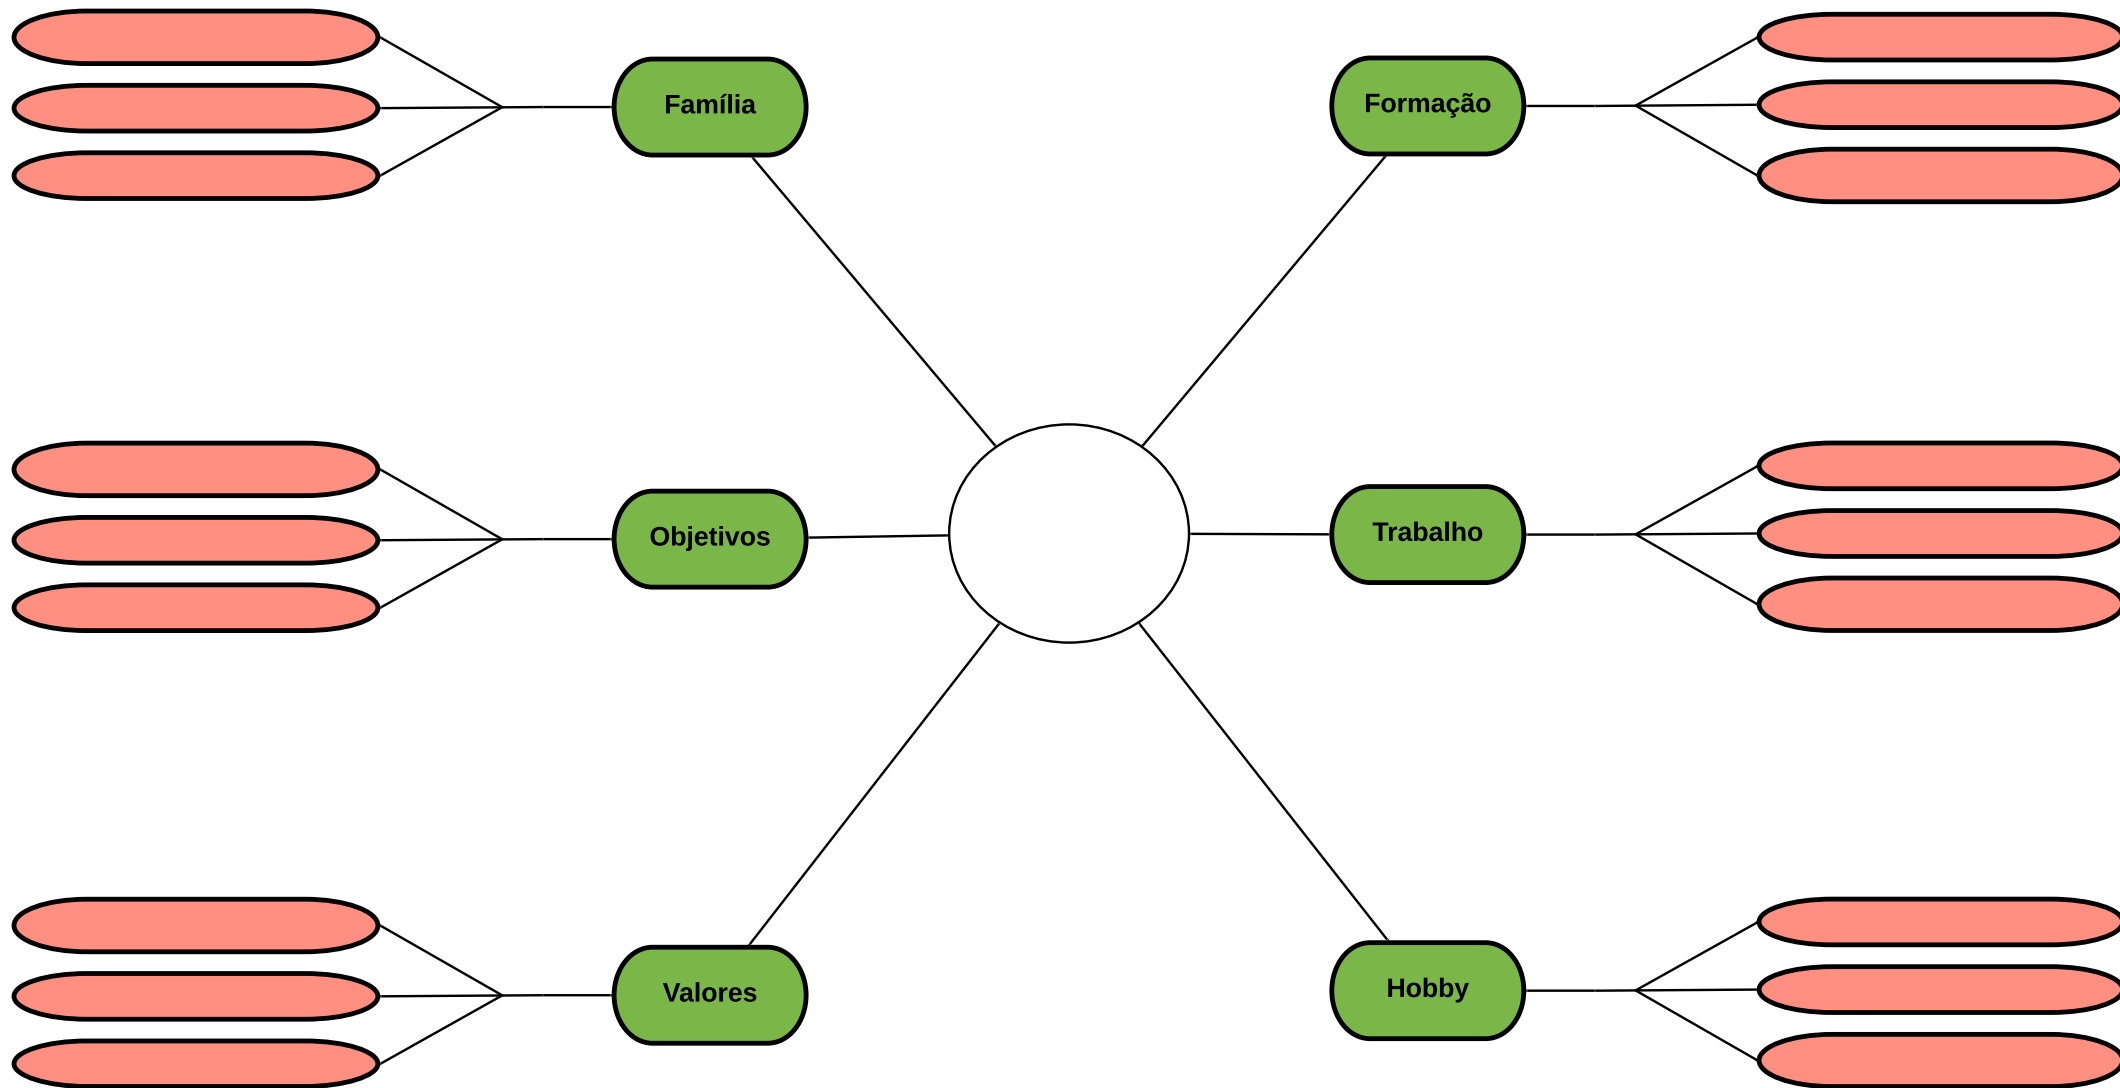 Família
Formação
Objetivos
Trabalho
Valores
Hobby